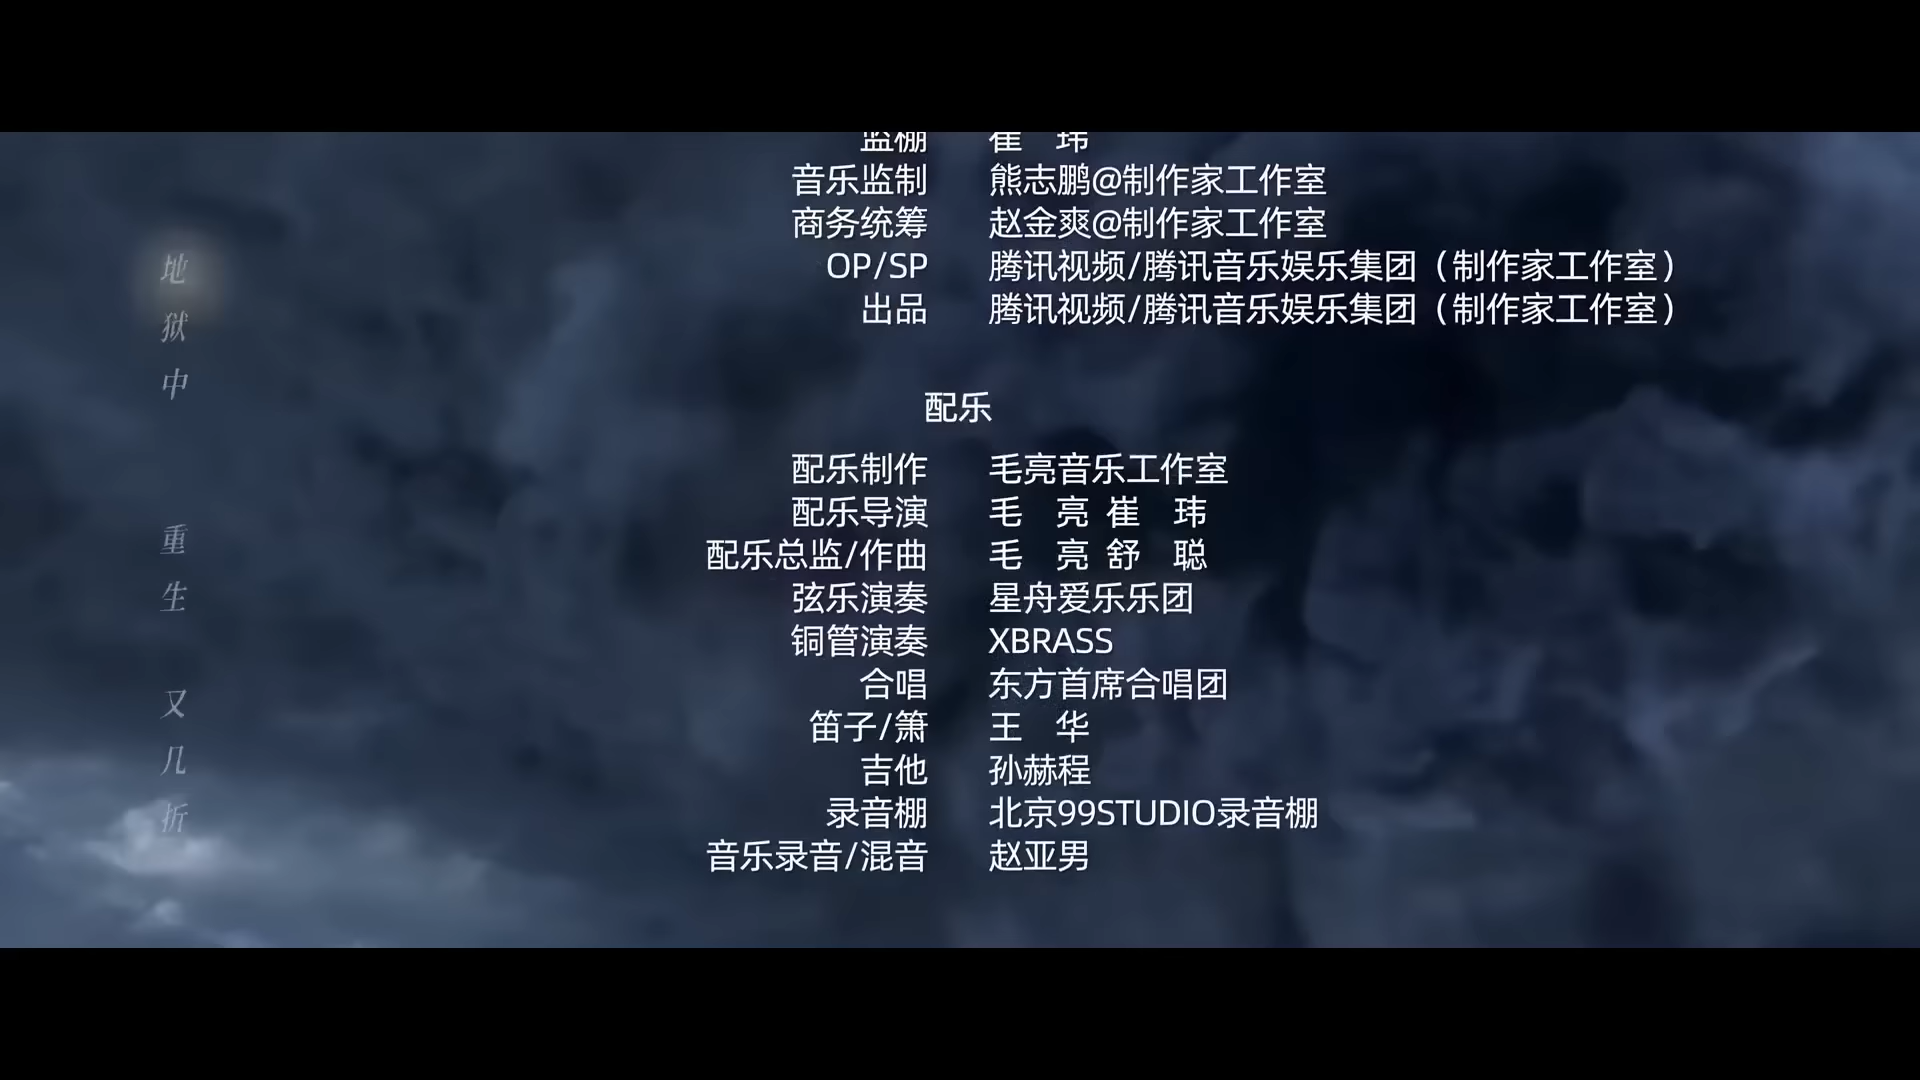 监棚 崔 玮
音乐监制 熊志鹏@制作家工作室
商务统筹 赵金爽@制作家工作室
OP/SP 腾讯视频/腾讯音乐娱乐集团（制作家工作室）
出品 腾讯视频/腾讯音乐娱乐集团（制作家工作室）
配乐
配乐制作 毛亮音乐工作室
配乐导演 毛 亮 崔 玮
配乐总监/作曲 毛 亮 舒 聪
弦乐演奏 星舟爱乐乐团
铜管演奏 XBRASS
合唱 东方首席合唱团
笛子/箫 王 华
吉他 孙赫程
录音棚 北京99STUDIO录音棚
音乐录音/混音 赵亚男
地狱中 重生 又几折